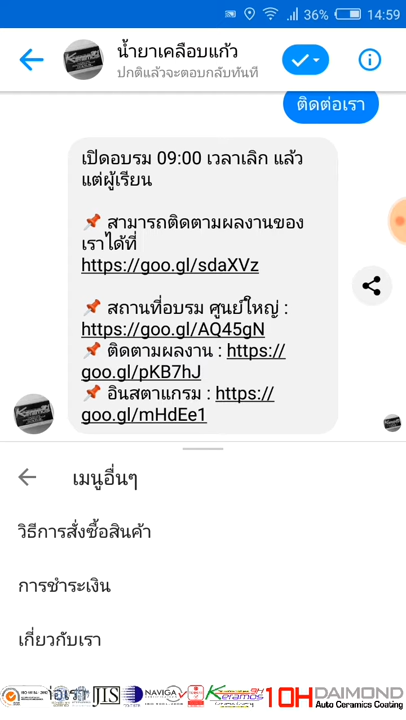 36% 14:59
น้ำยาเคลือบแก้ว
ปกติแล้วจะตอบกลับทันที
ติดต่อเรา
เปิดอบรม 09:00 เวลาเลิก แล้ว
แต่ผู้เรียน
📌 สามารถติดตามผลงานของ
เราได้ที่
https://goo.gl/sdaXVz
📌 สถานที่อบรม ศูนย์ใหญ่ :
https://goo.gl/AQ45gN
📌 ติดตามผลงาน : https://
goo.gl/pKB7hJ
📌 อินสตาแกรม : https://
goo.gl/mHdEe1
เมนูอื่นๆ
วิธีการสั่งซื้อสินค้า
การชำระเงิน
เกี่ยวกับเรา
ต่อเรา JTS NAVIGA Keramos 9H 10H DAIMOND
Auto Ceramics Coating